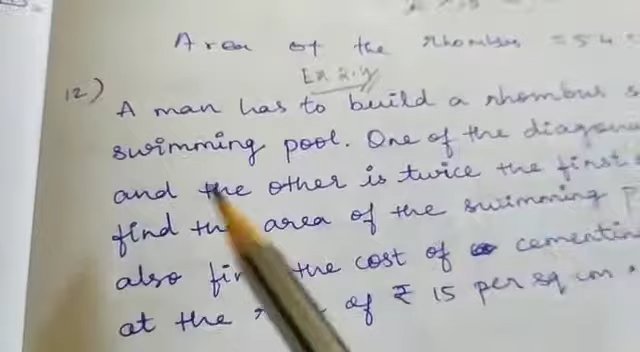 Area of the rhombus = 54
[Ex 2.4
12) A man has to build a rhombus s
swimming pool. One of the diagona
and the other is twice the first
find the area of the swimming p
also the cost of cementin
at the of ₹ 15 per sq cm.